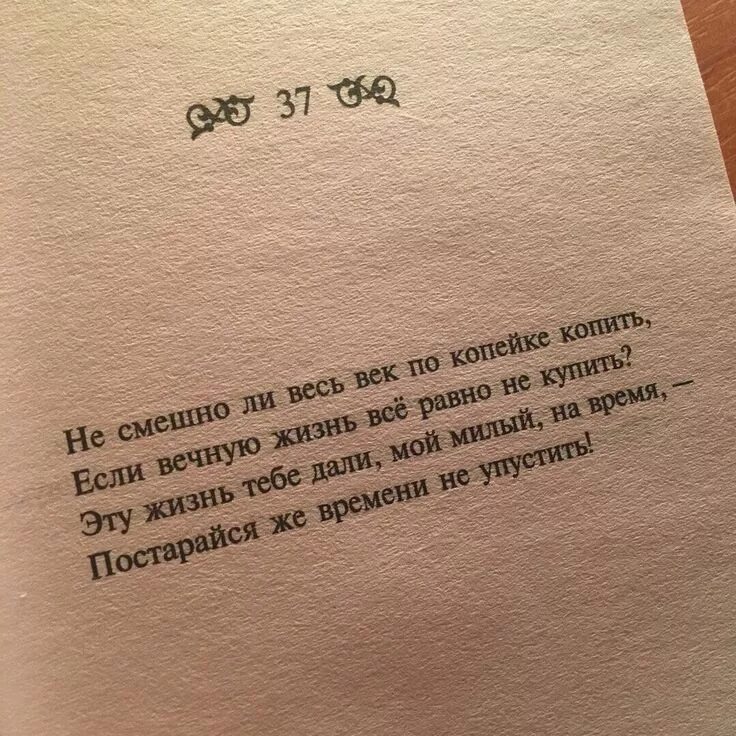 37
Не смешно ли весь век по копейке копить,
Если вечную жизнь всё равно не купить?
Эту жизнь тебе дали, мой милый, на время, –
Постарайся же времени не упустить!